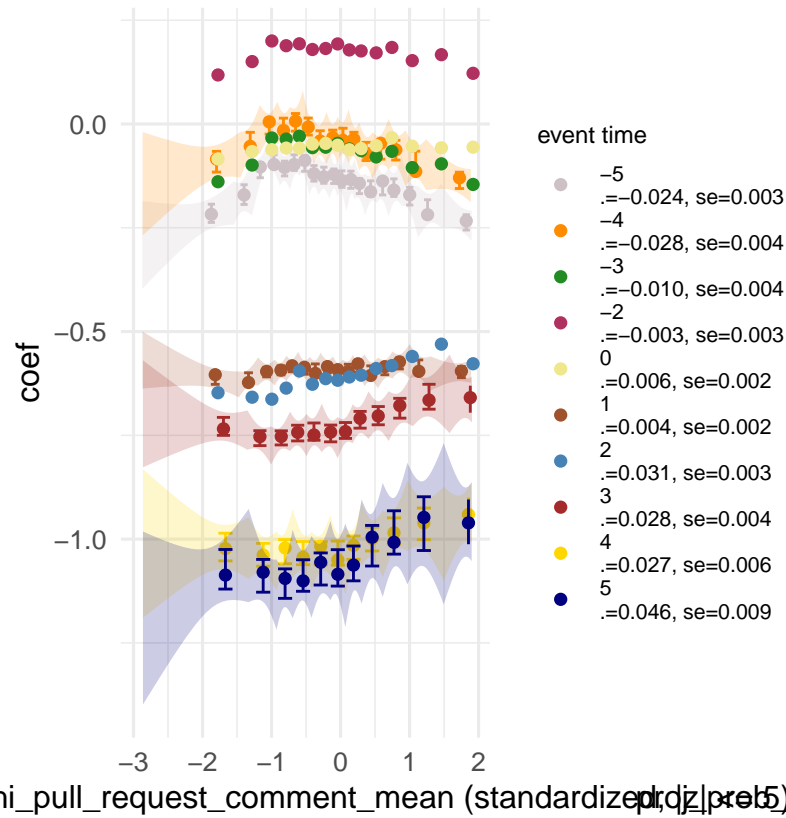 0.0
−0.5
−1.0
coef
−3
−2
−1
0
1
2
ni_pull_request_comment_mean (standardized,
event time
−5
.=−0.024, se=0.003
−4
.=−0.028, se=0.004
−3
.=−0.010, se=0.004
−2
.=−0.003, se=0.003
0
.=0.006, se=0.002
1
.=0.004, se=0.002
2
.=0.031, se=0.003
3
.=0.028, se=0.004
4
.=0.027, se=0.006
5
.=0.046, se=0.009